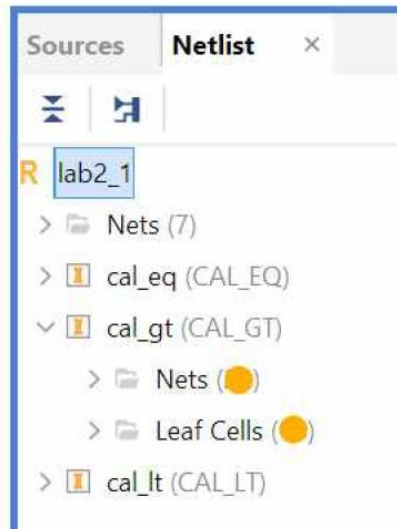 Sources Netlist ×
R lab2_1
Nets (7)
cal_eq (CAL_EQ)
cal_gt (CAL_GT)
Nets ()
Leaf Cells ()
cal_lt (CAL_LT)